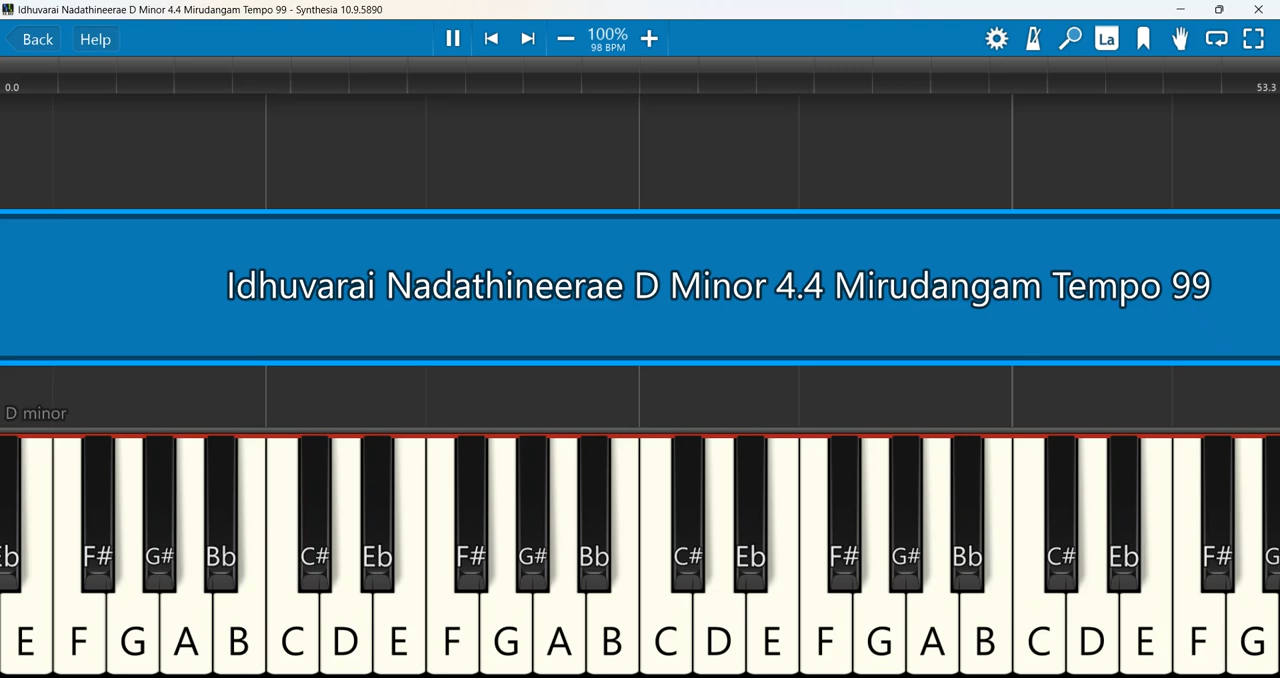 Idhuvarai Nadathineerae D Minor 4.4 Mirudangam Tempo 99 - Synthesia 10.9.5890
Back Help 100% La
98 BPM
0.0 53.3
Idhuvarai Nadathineerae D Minor 4.4 Mirudangam Tempo 99
D minor
Eb F# G# Bb C# Eb F# G# Bb C# Eb F# G# Bb C# Eb F# G
E F G A B C D E F G A B C D E F G A B C D E F G